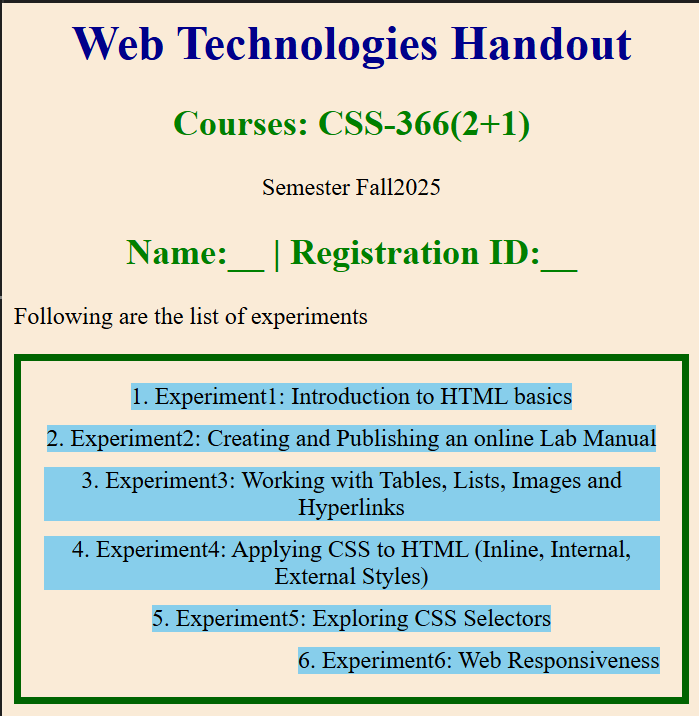 Web Technologies Handout
Courses: CSS-366(2+1)
Semester Fall2025
Name:__ | Registration ID:__
Following are the list of experiments
1. Experiment1: Introduction to HTML basics
2. Experiment2: Creating and Publishing an online Lab Manual
3. Experiment3: Working with Tables, Lists, Images and
Hyperlinks
4. Experiment4: Applying CSS to HTML (Inline, Internal,
External Styles)
5. Experiment5: Exploring CSS Selectors
6. Experiment6: Web Responsiveness